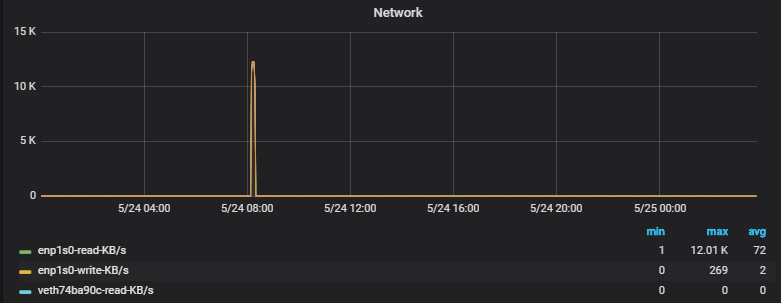 Network
15 K
10 K
5 K
0
5/24 04:00 5/24 08:00 5/24 12:00 5/24 16:00 5/24 20:00 5/25 00:00
min max avg
enp1s0-read-KB/s 1 12.01 K 72
enp1s0-write-KB/s 0 269 2
veth74ba90c-read-KB/s 0 0 0